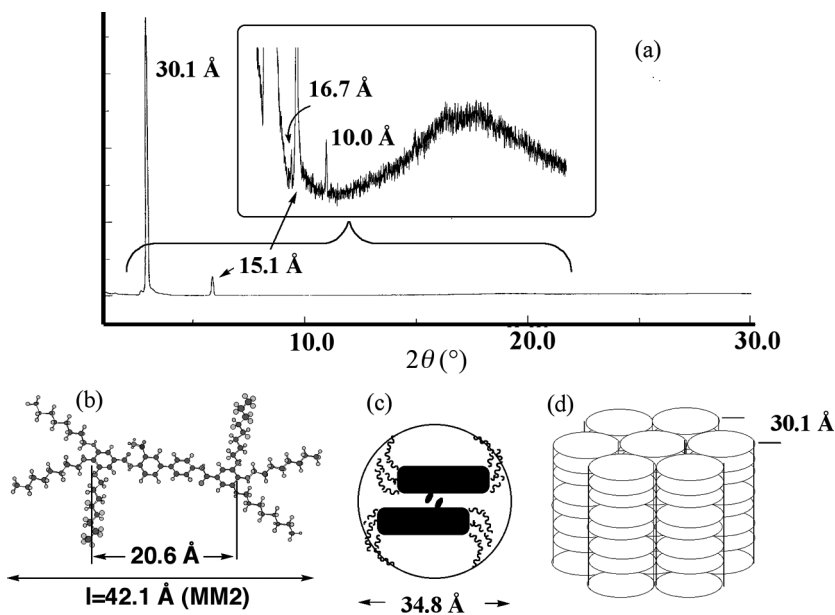 (a)
30.1 Å
16.7 Å
10.0 Å
15.1 Å
10.0
20.0
30.0
2θ (°)
(b)
20.6 Å
l=42.1 Å (MM2)
(c)
34.8 Å
(d)
30.1 Å